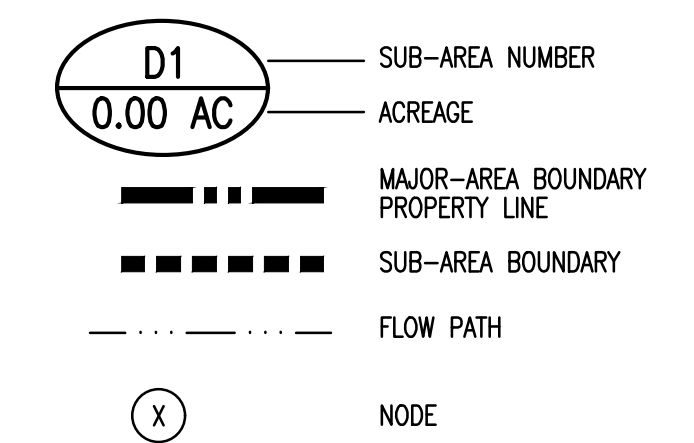 D1
SUB-AREA NUMBER
0.00 AC
ACREAGE
MAJOR-AREA BOUNDARY
PROPERTY LINE
SUB-AREA BOUNDARY
FLOW PATH
X
NODE